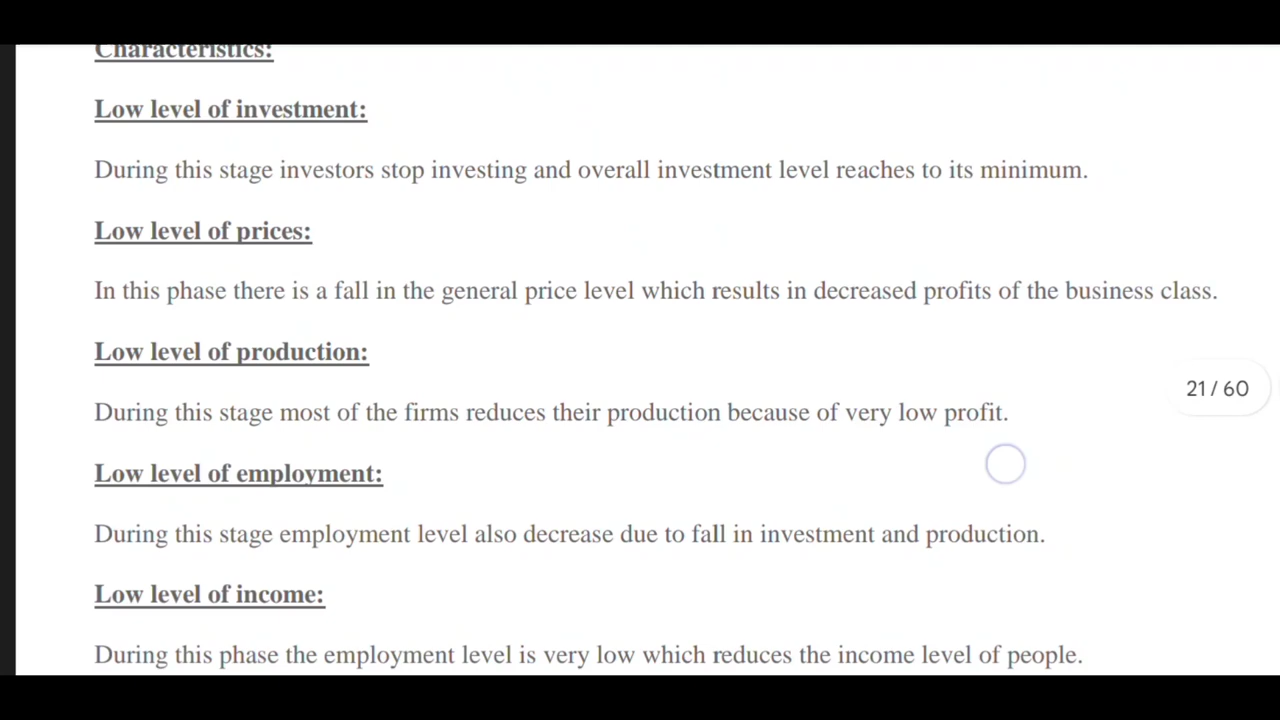 Characteristics:
Low level of investment:
During this stage investors stop investing and overall investment level reaches to its minimum.
Low level of prices:
In this phase there is a fall in the general price level which results in decreased profits of the business class.
Low level of production:
21 / 60
During this stage most of the firms reduces their production because of very low profit.
Low level of employment:
During this stage employment level also decrease due to fall in investment and production.
Low level of income:
During this phase the employment level is very low which reduces the income level of people.